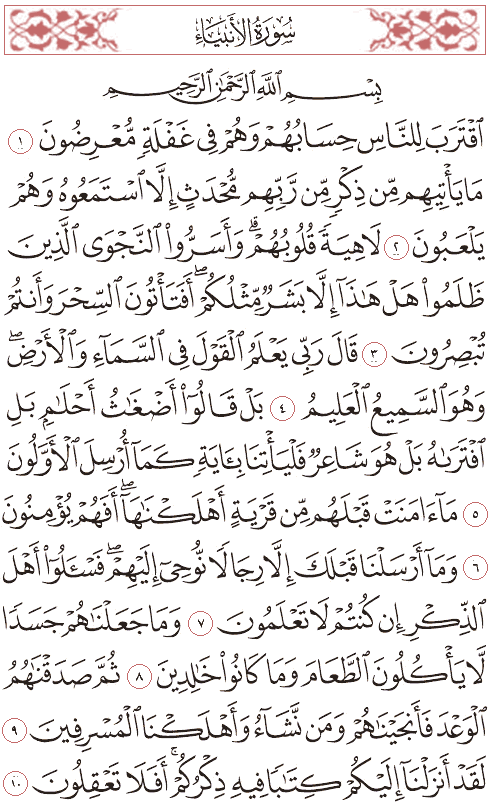 سُورَةُ الأَنبِيَاءِ
بِسْمِ ٱللَّهِ ٱلرَّحْمَٰنِ ٱلرَّحِيمِ
ٱقْتَرَبَ لِلنَّاسِ حِسَابُهُمْ وَهُمْ فِى غَفْلَةٍ مُّعْرِضُونَ ١
مَا يَأْتِيهِم مِّن ذِكْرٍ مِّن رَّبِّهِم مُّحْدَثٍ إِلَّا ٱسْتَمَعُوهُ وَهُمْ
يَلْعَبُونَ ٢ لَاهِيَةً قُلُوبُهُمْ ۗ وَأَسَرُّوا۟ ٱلنَّجْوَى ٱلَّذِينَ
ظَلَمُوا۟ هَلْ هَٰذَآ إِلَّا بَشَرٌ مِّثْلُكُمْ ۖ أَفَتَأْتُونَ ٱلسِّحْرَ وَأَنتُمْ
تُبْصِرُونَ ٣ قَالَ رَبِّى يَعْلَمُ ٱلْقَوْلَ فِى ٱلسَّمَآءِ وَٱلْأَرْضِ ۖ
وَهُوَ ٱلسَّمِيعُ ٱلْعَلِيمُ ٤ بَلْ قَالُوٓا۟ أَضْغَٰثُ أَحْلَٰمٍۭ بَلِ
ٱفْتَرَىٰهُ بَلْ هُوَ شَاعِرٌ فَلْيَأْتِنَا بِـَٔايَةٍ كَمَآ أُرْسِلَ ٱلْأَوَّلُونَ
٥ مَآ ءَامَنَتْ قَبْلَهُم مِّن قَرْيَةٍ أَهْلَكْنَٰهَآ ۖ أَفَهُمْ يُؤْمِنُونَ
٦ وَمَآ أَرْسَلْنَا قَبْلَكَ إِلَّا رِجَالًا نُّوحِىٓ إِلَيْهِمْ ۖ فَسْـَٔلُوٓا۟ أَهْلَ
ٱلذِّكْرِ إِن كُنتُمْ لَا تَعْلَمُونَ ٧ وَمَا جَعَلْنَٰهُمْ جَسَدًا
لَّا يَأْكُلُونَ ٱلطَّعَامَ وَمَا كَانُوا۟ خَٰلِدِينَ ٨ ثُمَّ صَدَقْنَٰهُمُ
ٱلْوَعْدَ فَأَنجَيْنَٰهُمْ وَمَن نَّشَآءُ وَأَهْلَكْنَا ٱلْمُسْرِفِينَ ٩
لَقَدْ أَنزَلْنَآ إِلَيْكُمْ كِتَٰبًا فِيهِ ذِكْرُكُمْ ۖ أَفَلَا تَعْقِلُونَ ١٠